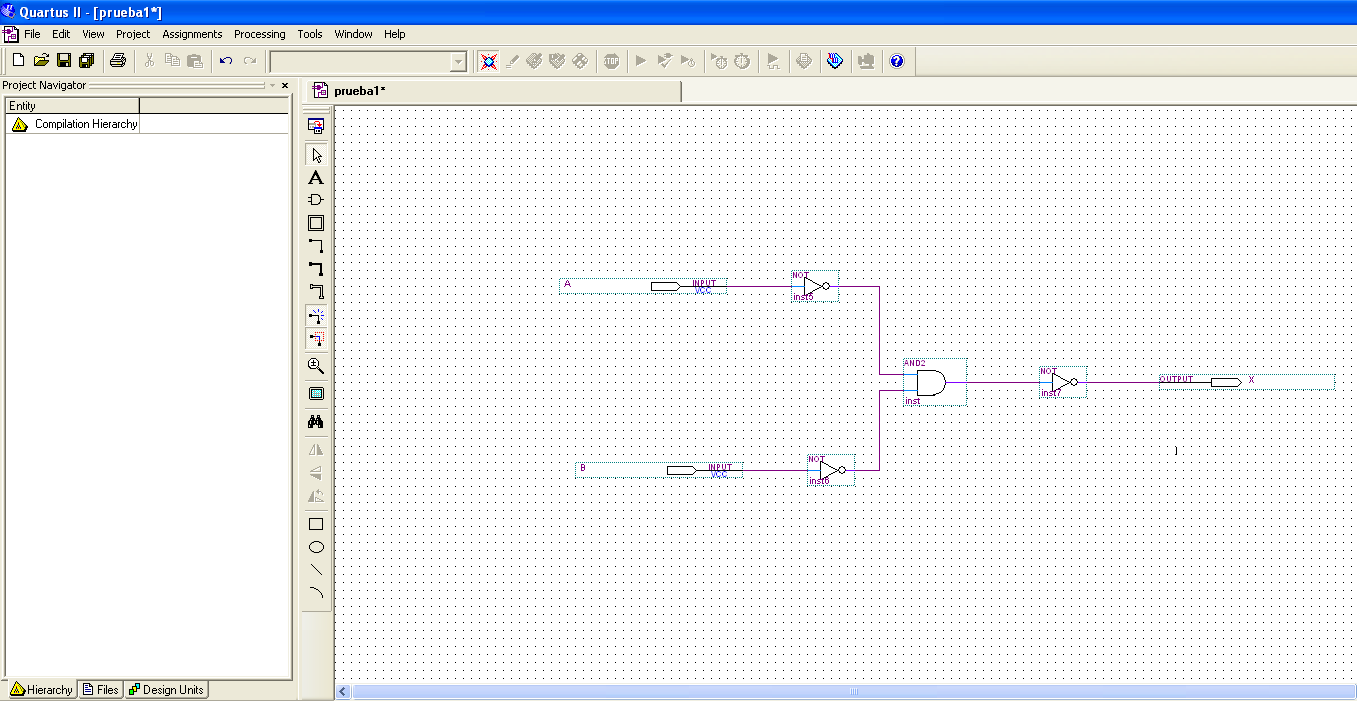 Quartus II - [prueba1*]
File Edit View Project Assignments Processing Tools Window Help
STOP
Project Navigator
prueba1*
Entity
Compilation Hierarchy
A
A INPUT VCC
NOT inst5
AND2 inst
NOT inst7
OUTPUT X
B INPUT VCC
NOT inst6
Hierarchy Files Design Units